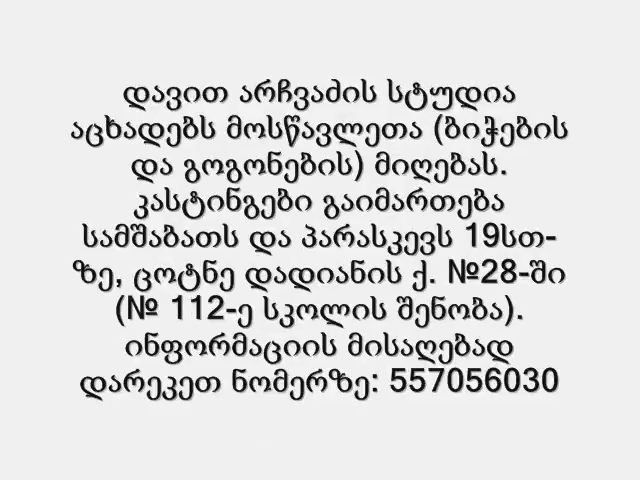 დავით არჩვაძის სტუდია
აცხადებს მოსწავლეთა (ბიჭების
და გოგონების) მიღებას.
კასტინგები გაიმართება
სამშაბათს და პარასკევს 19სთ-
ზე, ცოტნე დადიანის ქ. №28-ში
(№ 112-ე სკოლის შენობა).
ინფორმაციის მისაღებად
დარეკეთ ნომერზე: 557056030